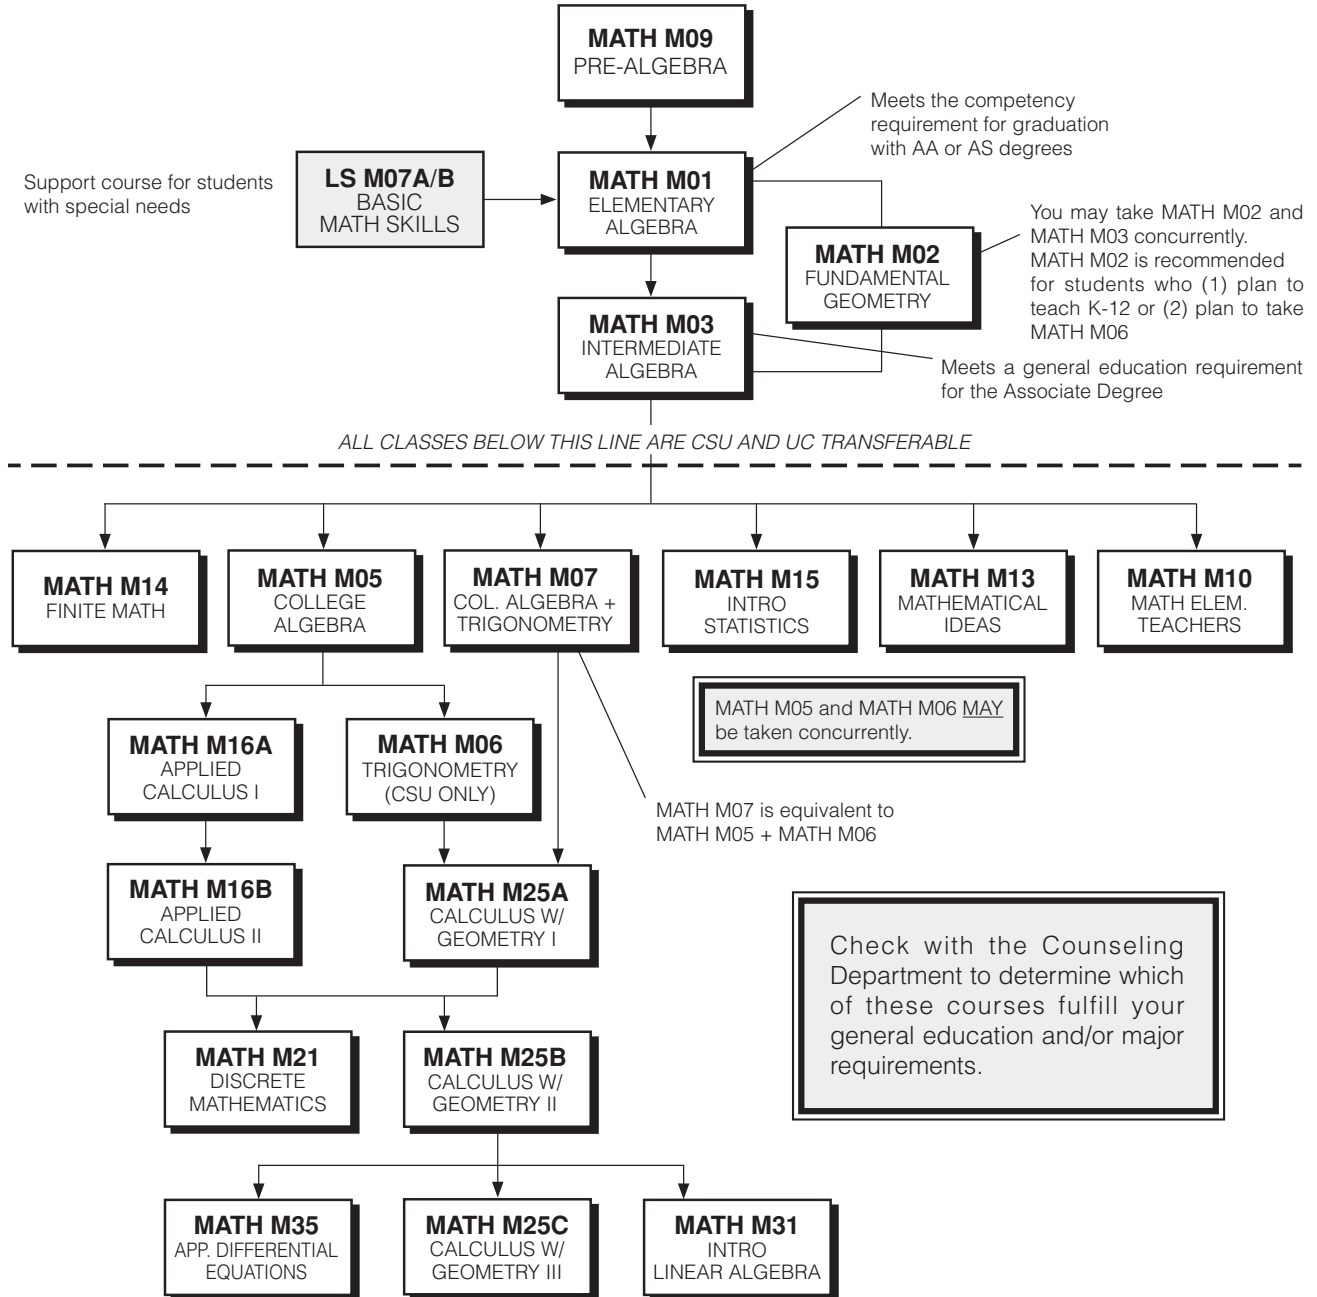 MATH M09
PRE-ALGEBRA
Meets the competency
requirement for graduation
with AA or AS degrees
Support course for students
with special needs
LS M07A/B
BASIC
MATH SKILLS
MATH M01
ELEMENTARY
ALGEBRA
MATH M02
FUNDAMENTAL
GEOMETRY
You may take MATH M02 and
MATH M03 concurrently.
MATH M02 is recommended
for students who (1) plan to
teach K-12 or (2) plan to take
MATH M06
MATH M03
INTERMEDIATE
ALGEBRA
Meets a general education requirement
for the Associate Degree
ALL CLASSES BELOW THIS LINE ARE CSU AND UC TRANSFERABLE
MATH M14
FINITE MATH
MATH M05
COLLEGE
ALGEBRA
MATH M07
COL. ALGEBRA +
TRIGONOMETRY
MATH M15
INTRO
STATISTICS
MATH M13
MATHEMATICAL
IDEAS
MATH M10
MATH ELEM.
TEACHERS
MATH M05 and MATH M06 MAY
be taken concurrently.
MATH M16A
APPLIED
CALCULUS I
MATH M06
TRIGONOMETRY
(CSU ONLY)
MATH M07 is equivalent to
MATH M05 + MATH M06
MATH M16B
APPLIED
CALCULUS II
MATH M25A
CALCULUS W/
GEOMETRY I
Check with the Counseling
Department to determine which
of these courses fulfill your
general education and/or major
requirements.
MATH M21
DISCRETE
MATHEMATICS
MATH M25B
CALCULUS W/
GEOMETRY II
MATH M35
APP. DIFFERENTIAL
EQUATIONS
MATH M25C
CALCULUS W/
GEOMETRY III
MATH M31
INTRO
LINEAR ALGEBRA